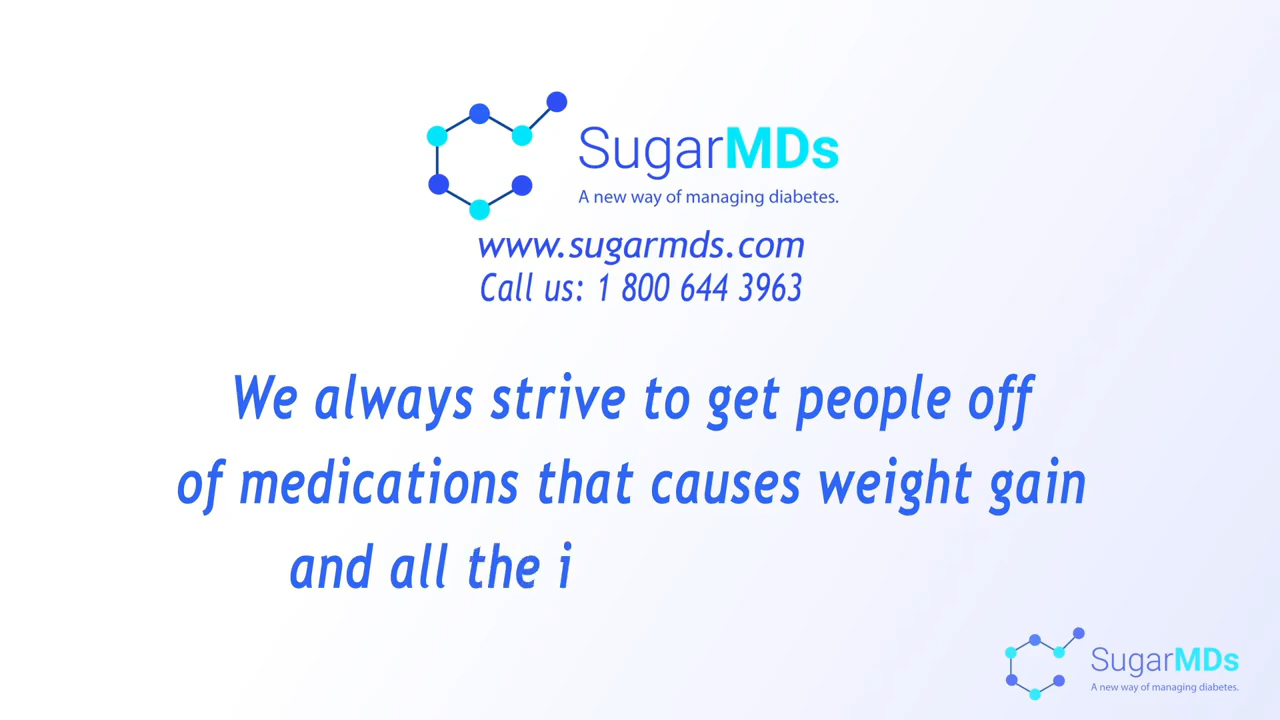 SugarMDs
A new way of managing diabetes.
www.sugarmds.com
Call us: 1 800 644 3963
We always strive to get people off
of medications that causes weight gain
and all the i
SugarMDs
A new way of managing diabetes.